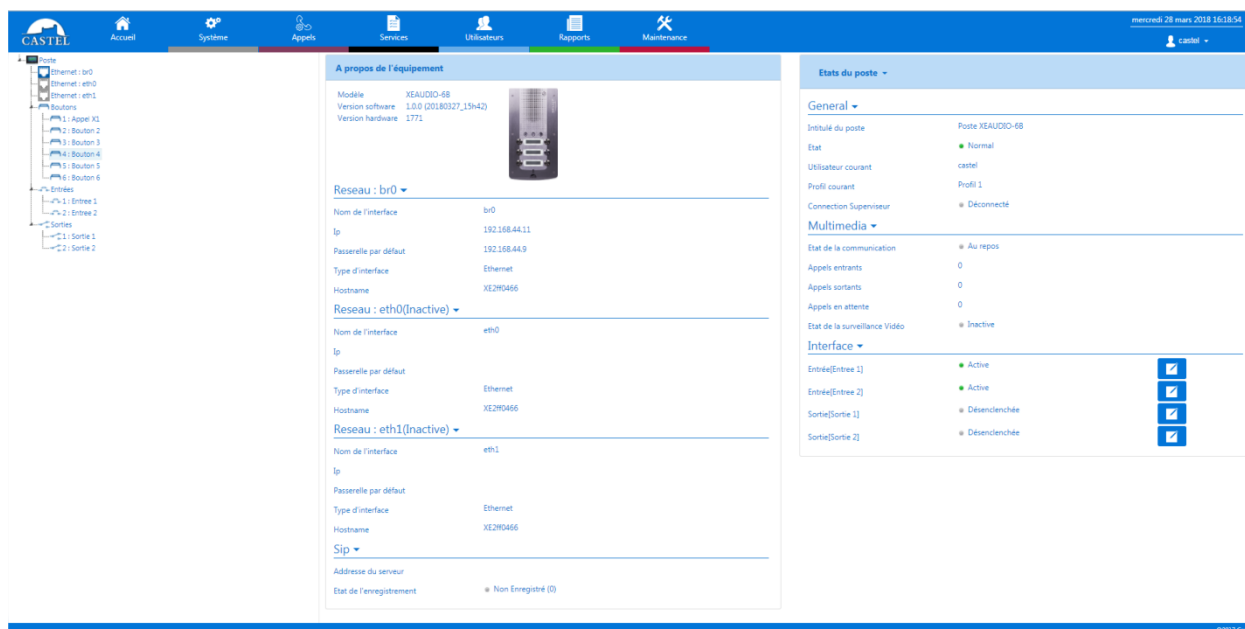 CASTEL
Accueil
Système
Appels
Services
Utilisateurs
Rapports
Maintenance
mercredi 28 mars 2018 16:18:54
castel
Poste
Ethernet : br0
Ethernet : eth0
Ethernet : eth1
Boutons
1 : Appel X1
2 : Bouton 2
3 : Bouton 3
4 : Bouton 4
5 : Bouton 5
6 : Bouton 6
Entrées
1 : Entree 1
2 : Entree 2
Sorties
1 : Sortie 1
2 : Sortie 2
A propos de l'équipement
Modèle XEAUDIO-6B
Version software 1.0.0 (20180327_15h42)
Version hardware 1771
Reseau : br0
Nom de l'interface br0
Ip 192.168.44.11
Passerelle par défaut 192.168.44.9
Type d'interface Ethernet
Hostname XE2ff0466
Reseau : eth0(Inactive)
Nom de l'interface eth0
Ip
Passerelle par défaut
Type d'interface Ethernet
Hostname XE2ff0466
Reseau : eth1(Inactive)
Nom de l'interface eth1
Ip
Passerelle par défaut
Type d'interface Ethernet
Hostname XE2ff0466
Sip
Addresse du serveur
Etat de l'enregistrement Non Enregistré (0)
Etats du poste
General
Intitulé du poste Poste XEAUDIO-6B
Etat Normal
Utilisateur courant castel
Profil courant Profil 1
Connection Superviseur Déconnecté
Multimedia
Etat de la communication Au repos
Appels entrants 0
Appels sortants 0
Appels en attente 0
Etat de la surveillance Vidéo Inactive
Interface
Entrée[Entree 1] Active
Entrée[Entree 2] Active
Sortie[Sortie 1] Désenclenchée
Sortie[Sortie 2] Désenclenchée